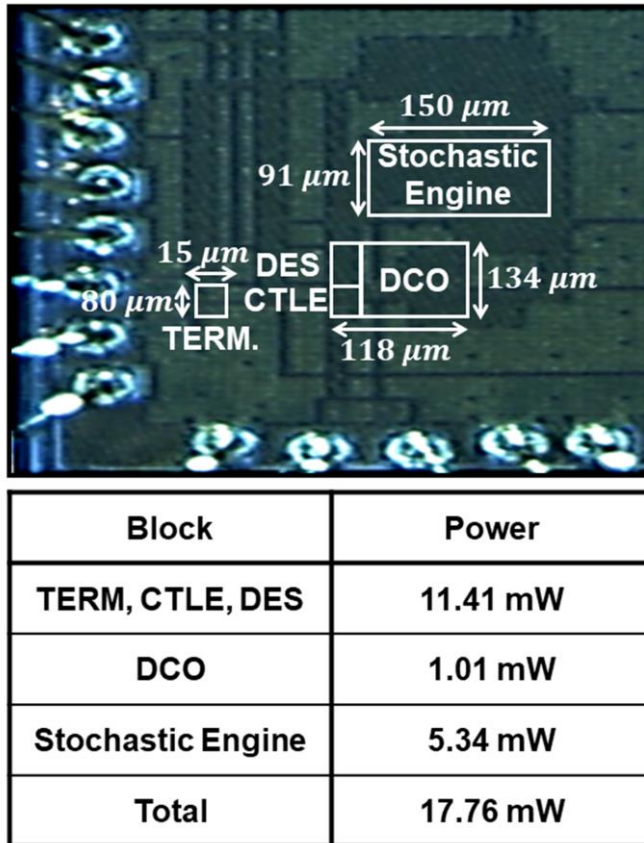 150 μm
91 μm
Stochastic
Engine
15 μm
DES
DCO
134 μm
80 μm
CTLE
TERM.
118 μm
Block Power
TERM, CTLE, DES 11.41 mW
DCO 1.01 mW
Stochastic Engine 5.34 mW
Total 17.76 mW